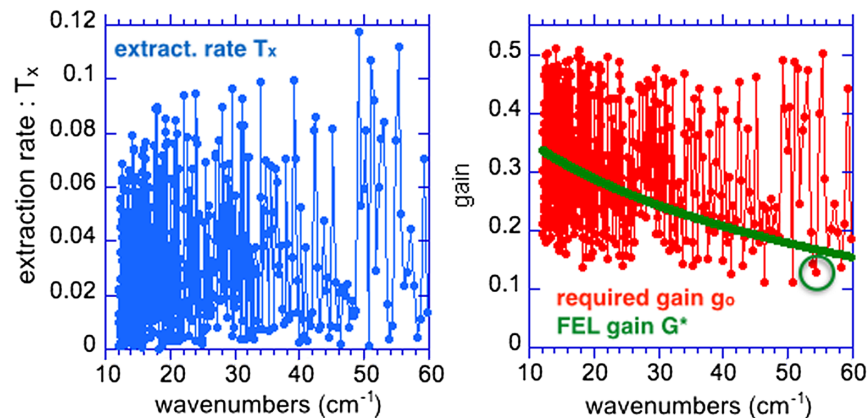 0.12
0.1
0.08
0.06
0.04
0.02
0
extraction rate : Tx
extract. rate Tx
10 20 30 40 50 60
wavenumbers (cm-1)
0.5
0.4
0.3
0.2
0.1
0
gain
required gain go
FEL gain G*
10 20 30 40 50 60
wavenumbers (cm-1)